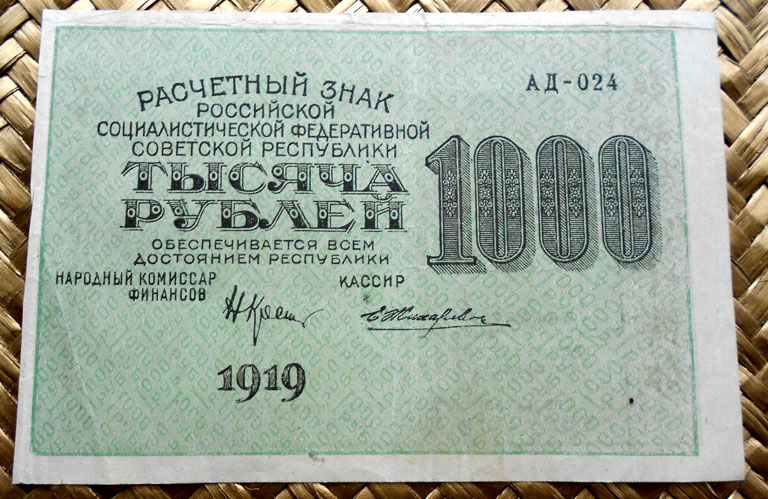 РАСЧЕТНЫЙ ЗНАК
РОССИЙСКОЙ
СОЦИАЛИСТИЧЕСКОЙ ФЕДЕРАТИВНОЙ
СОВЕТСКОЙ РЕСПУБЛИКИ
ТЫСЯЧА
РУБЛЕЙ
ОБЕСПЕЧИВАЕТСЯ ВСЕМ
ДОСТОЯНИЕМ РЕСПУБЛИКИ
НАРОДНЫЙ КОМИССАР
ФИНАНСОВ
КАССИР
1919
АД-024
1000